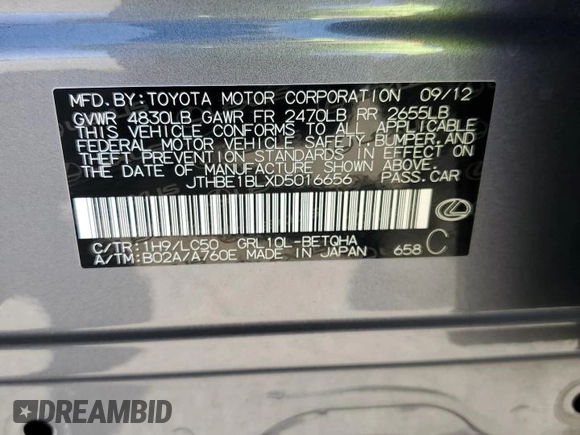 MFD. BY: TOYOTA MOTOR CORPORATION 09/12
GVWR 4830LB GAWR FR 2470LB RR 2655LB
THIS VEHICLE CONFORMS TO ALL APPLICABLE
FEDERAL MOTOR VEHICLE SAFETY, BUMPER, AND
THEFT PREVENTION STANDARDS IN EFFECT ON
THE DATE OF MANUFACTURE SHOWN ABOVE.
JTHBE1BLXD5016656 PASS. CAR
C/TR: 1H9/LC50 GRL10L-BETQHA
A/TM: B02A/A760E MADE IN JAPAN 658 C
DREAMBID